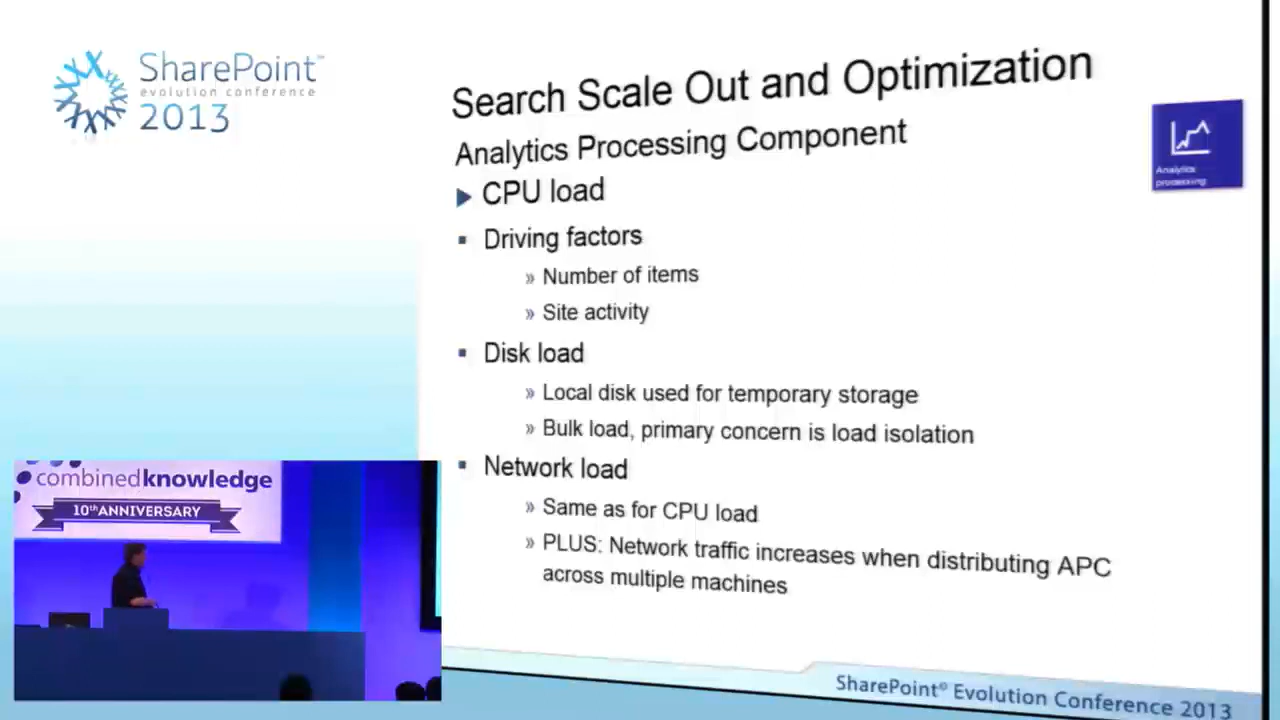 SharePoint™
evolution conference
2013
Search Scale Out and Optimization
Analytics Processing Component
Analytics
processing
CPU load
Driving factors
» Number of items
» Site activity
Disk load
» Local disk used for temporary storage
» Bulk load, primary concern is load isolation
Network load
» Same as for CPU load
» PLUS: Network traffic increases when distributing APC
across multiple machines
combinedknowledge
10thANNIVERSARY
SharePoint® Evolution Conference 2013